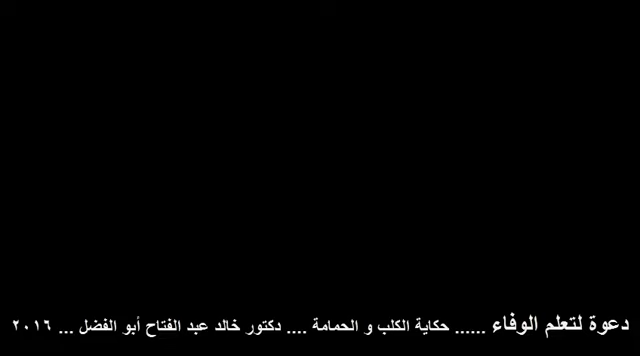 دعوة لتعلم الوفاء ...... حكاية الكلب و الحمامة .... دكتور خالد عبد الفتاح أبو الفضل ... ٢٠١٦